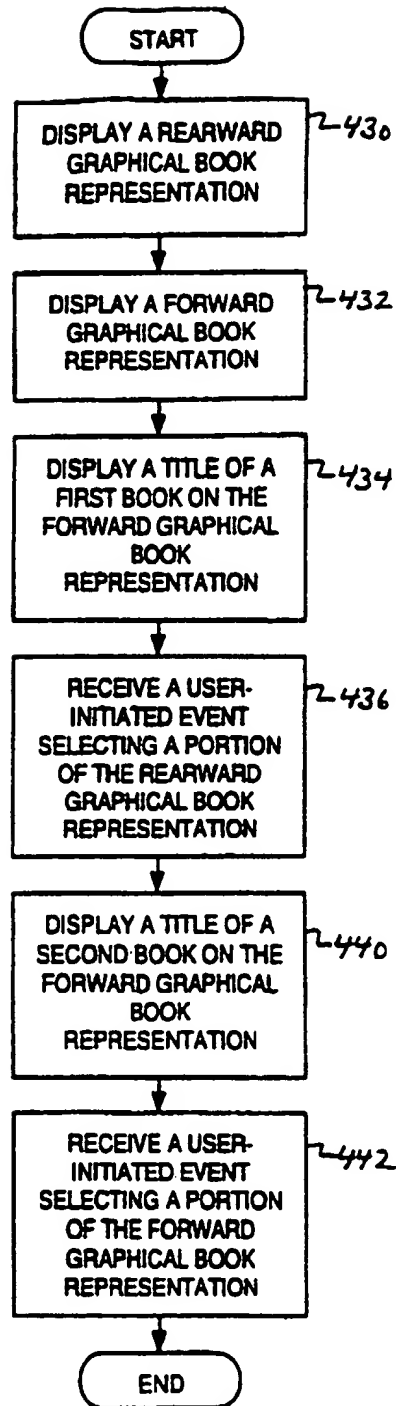 START
DISPLAY A REARWARD
GRAPHICAL BOOK
REPRESENTATION
430
DISPLAY A FORWARD
GRAPHICAL BOOK
REPRESENTATION
432
DISPLAY A TITLE OF A
FIRST BOOK ON THE
FORWARD GRAPHICAL
BOOK
REPRESENTATION
434
RECEIVE A USER-
INITIATED EVENT
SELECTING A PORTION
OF THE REARWARD
GRAPHICAL BOOK
REPRESENTATION
436
DISPLAY A TITLE OF A
SECOND BOOK ON THE
FORWARD GRAPHICAL
BOOK
REPRESENTATION
440
RECEIVE A USER-
INITIATED EVENT
SELECTING A PORTION
OF THE FORWARD
GRAPHICAL BOOK
REPRESENTATION
442
END